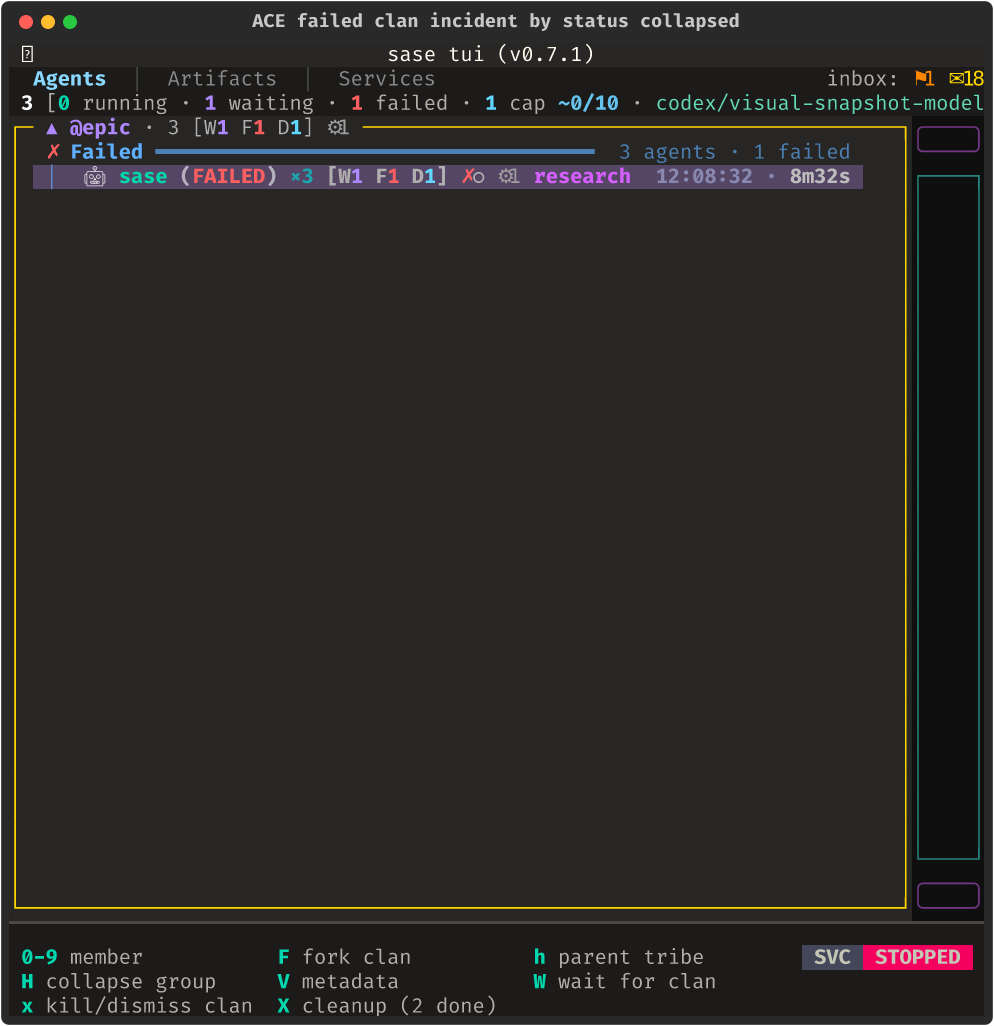 ACE failed clan incident by status collapsed
sase tui (v0.7.1)
Agents │ Artifacts │ Services inbox: ⚑1 ✉18
3 [0 running · 1 waiting · 1 failed · 1 cap ~0/10 · codex/visual-snapshot-model
▲ @epic · 3 [W1 F1 D1] ⚙1
✗ Failed 3 agents · 1 failed
🤖 sase (FAILED) ×3 [W1 F1 D1] ✗○ ⚙1 research 12:08:32 · 8m32s
0-9 member F fork clan h parent tribe SVC STOPPED
H collapse group V metadata W wait for clan
x kill/dismiss clan X cleanup (2 done)